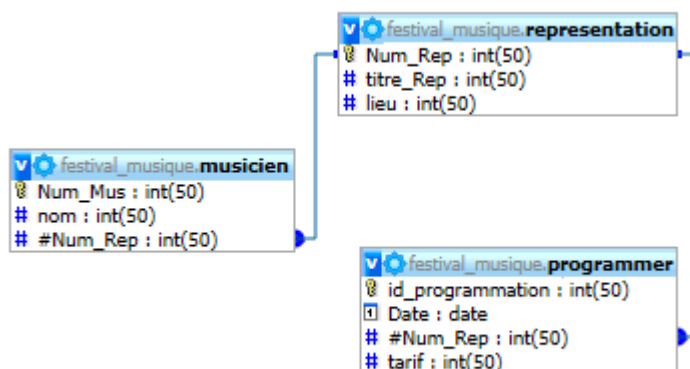 festival_musique.representation
Num_Rep : int(50)
titre_Rep : int(50)
lieu : int(50)
festival_musique.musicien
Num_Mus : int(50)
nom : int(50)
#Num_Rep : int(50)
festival_musique.programmer
id_programmation : int(50)
Date : date
#Num_Rep : int(50)
tarif : int(50)